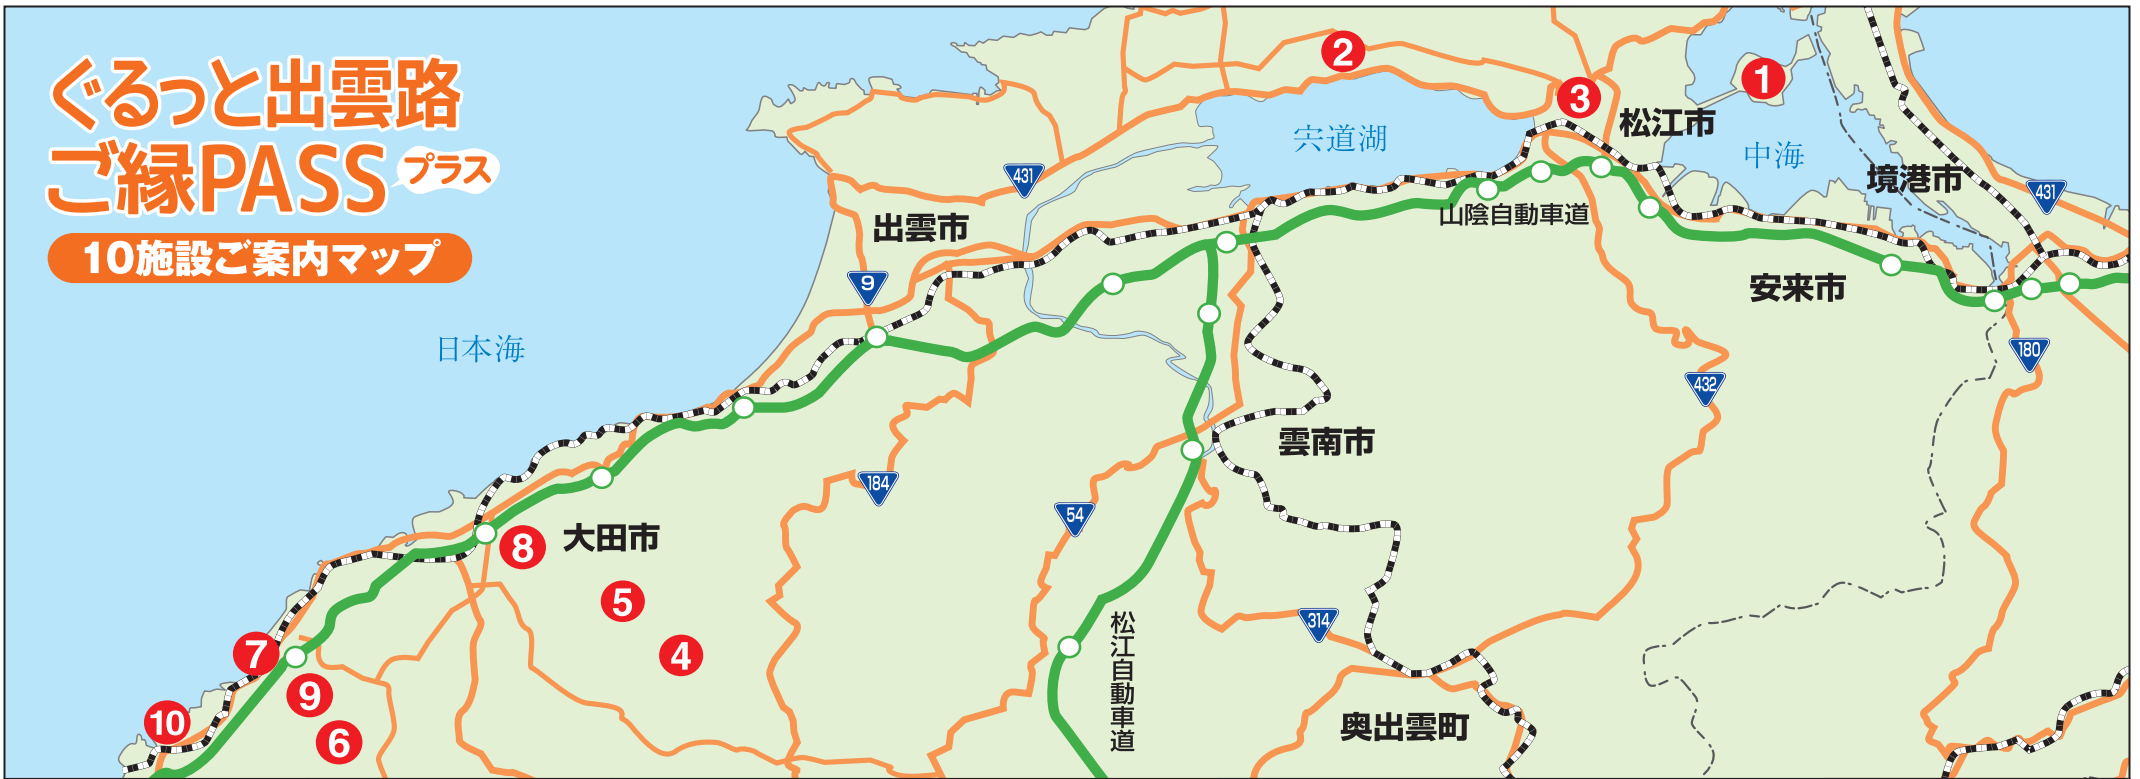 ぐるっと出雲路
ご縁PASS プラス
10施設ご案内マップ
2
1
3
松江市
宍道湖
中海
境港市
431
431
出雲市
山陰自動車道
9
安来市
日本海
180
432
雲南市
184
54
8 大田市
5
4
314
松江自動車道
7
9
10
6
奥出雲町